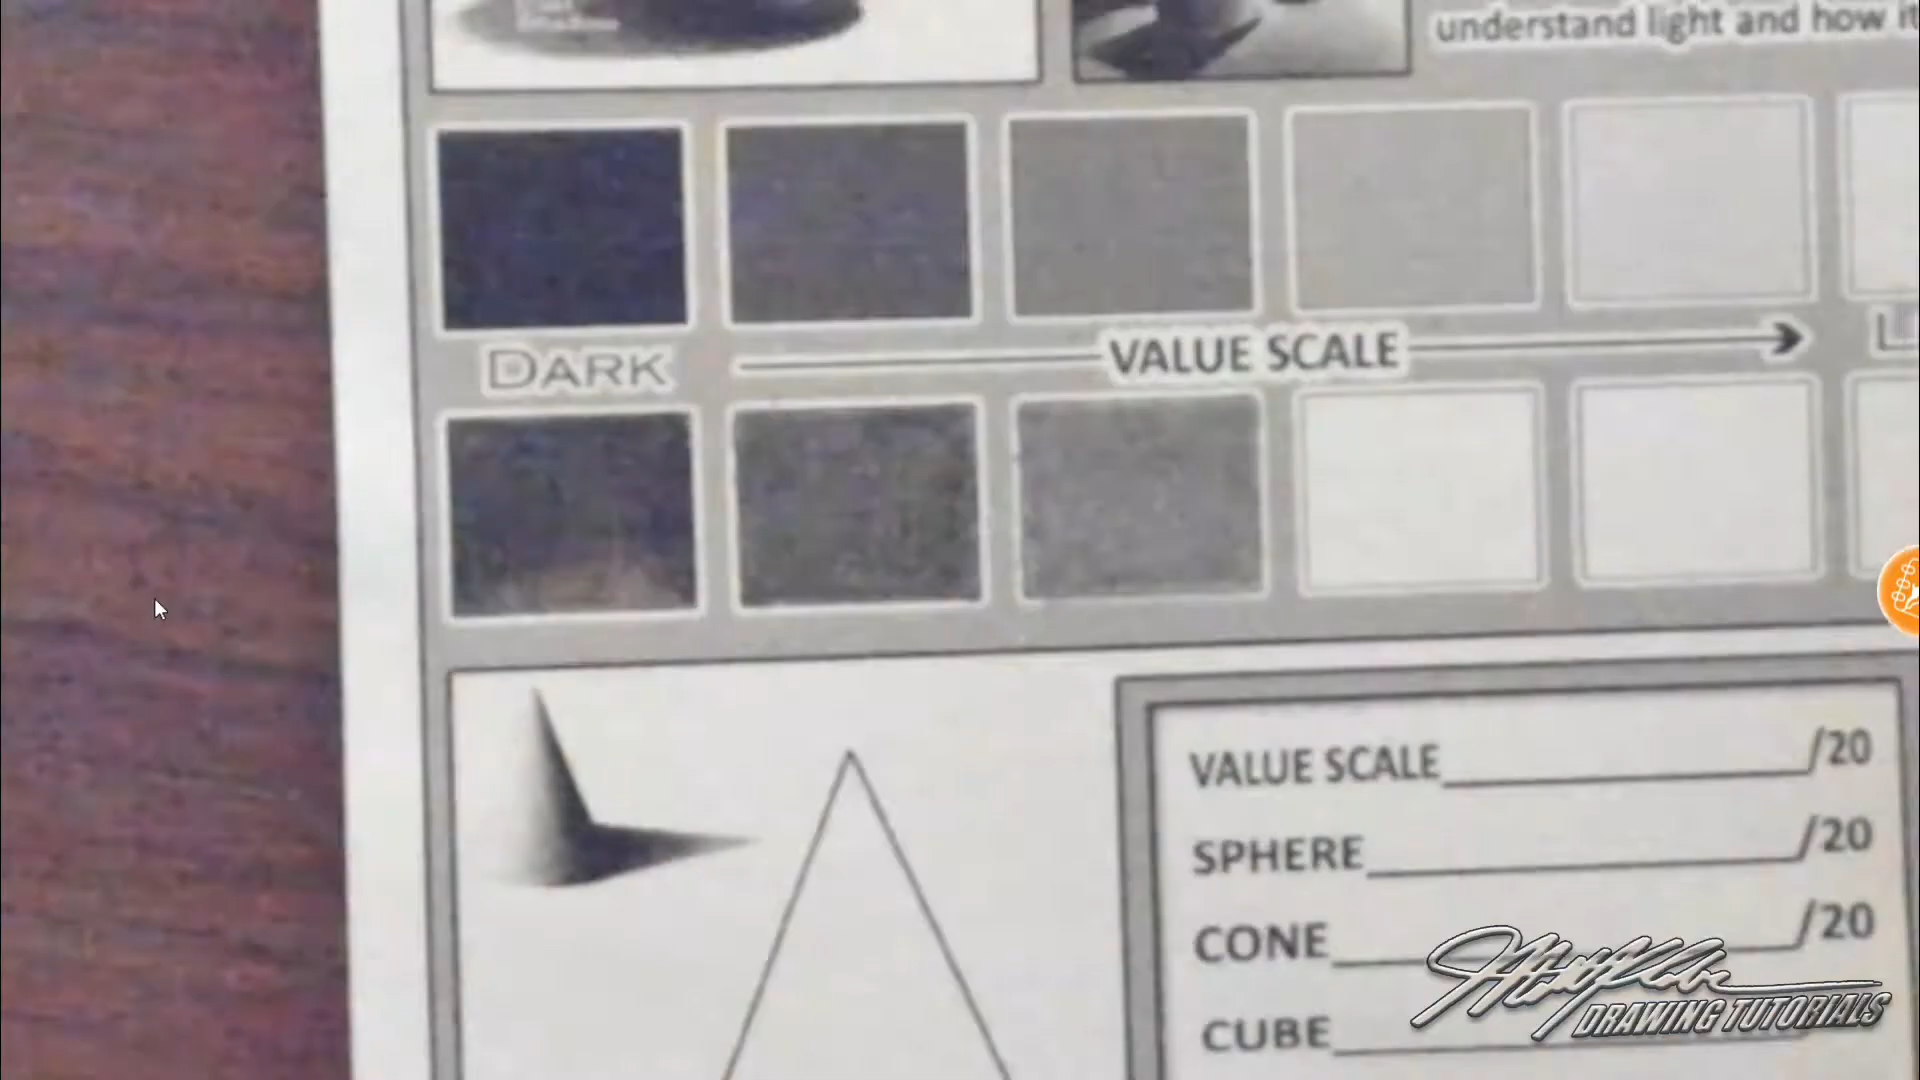 understand light and how it
DARK
VALUE SCALE
VALUE SCALE /20
SPHERE /20
CONE /20
CUBE
DRAWING TUTORIALS